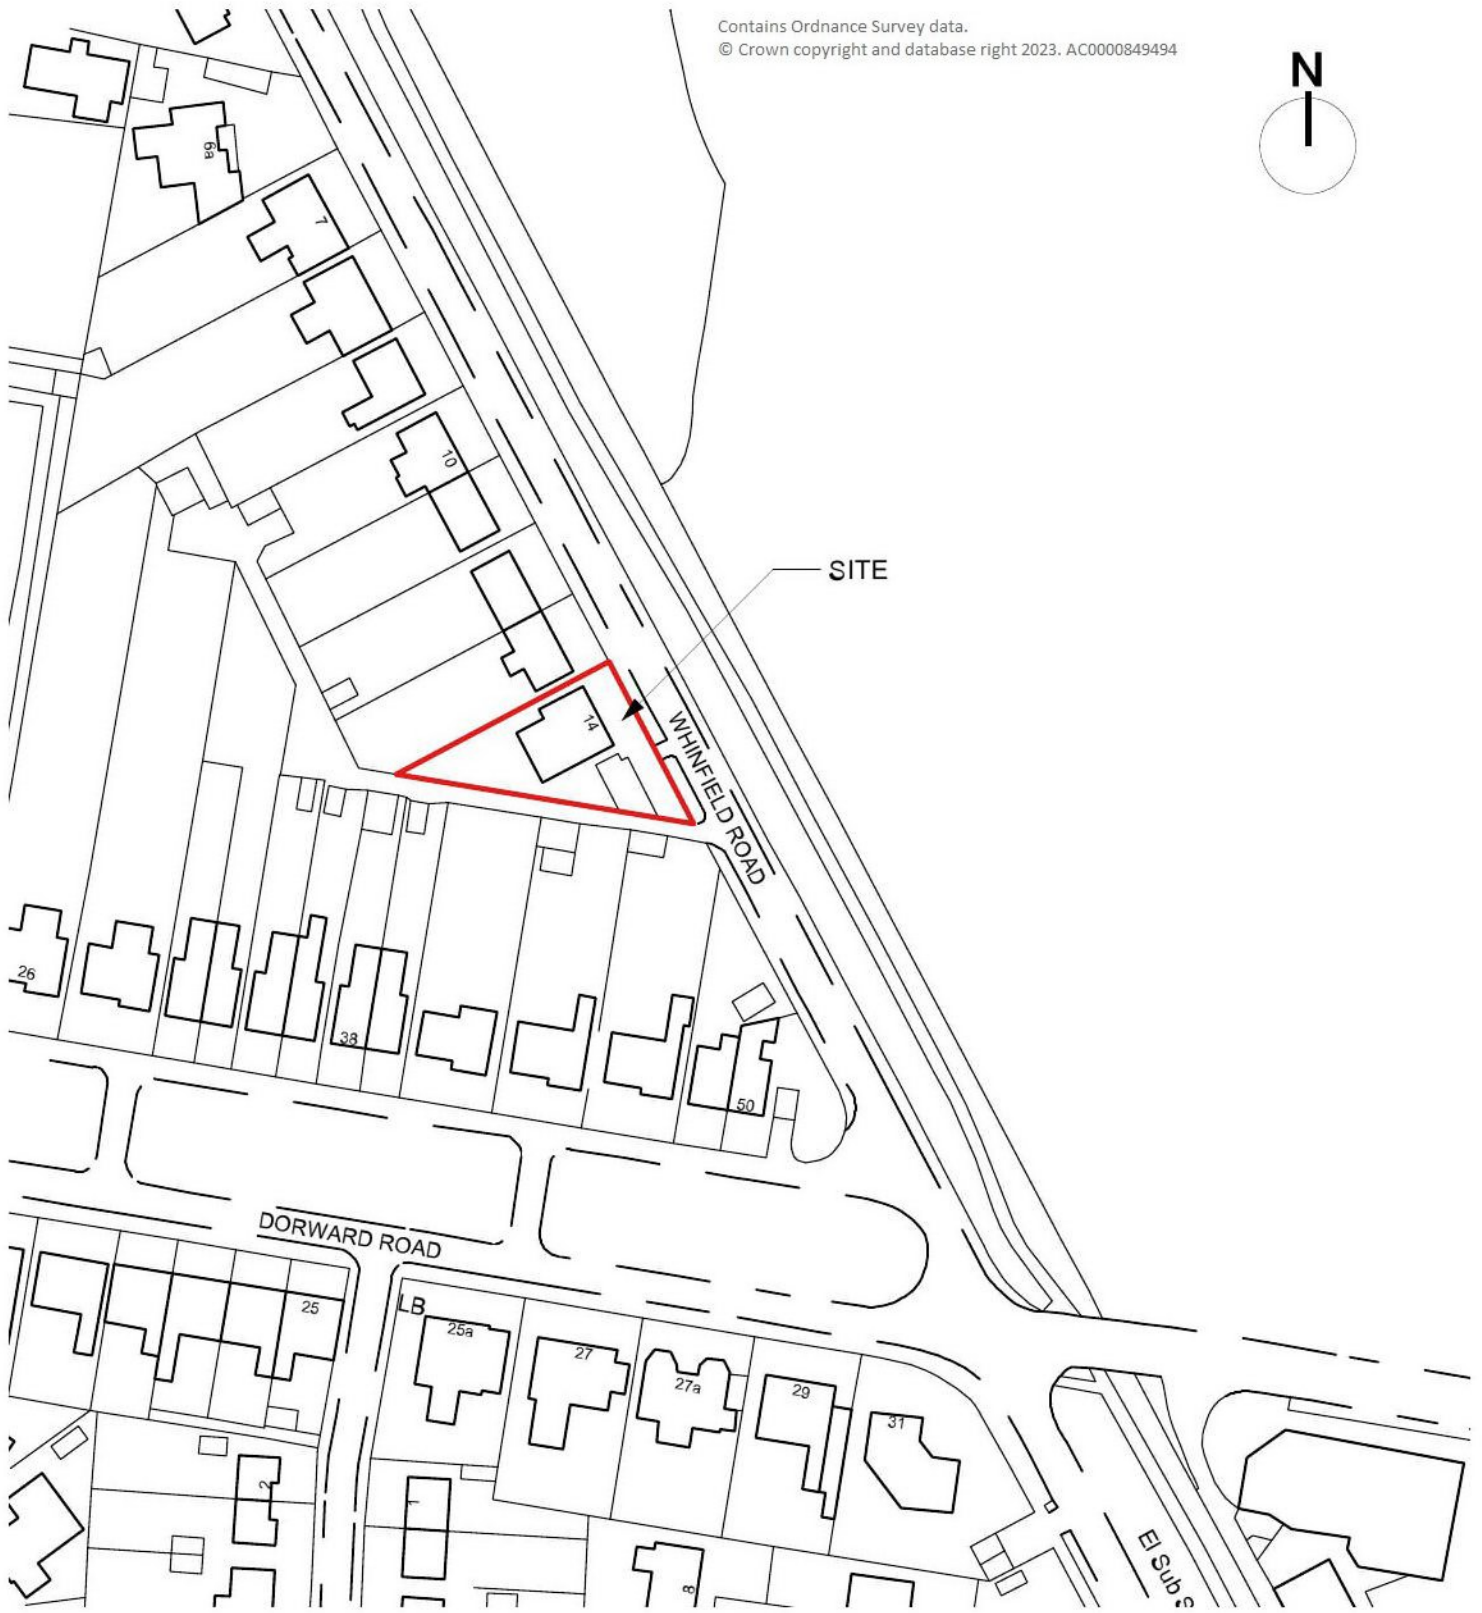 Contains Ordnance Survey data.
© Crown copyright and database right 2023. AC0000849494
N
6a
7
10
SITE
14
WHINFIELD ROAD
26
38
50
DORWARD ROAD
LB
25
25a
27
27a
29
31
2
1
8
El Sub S